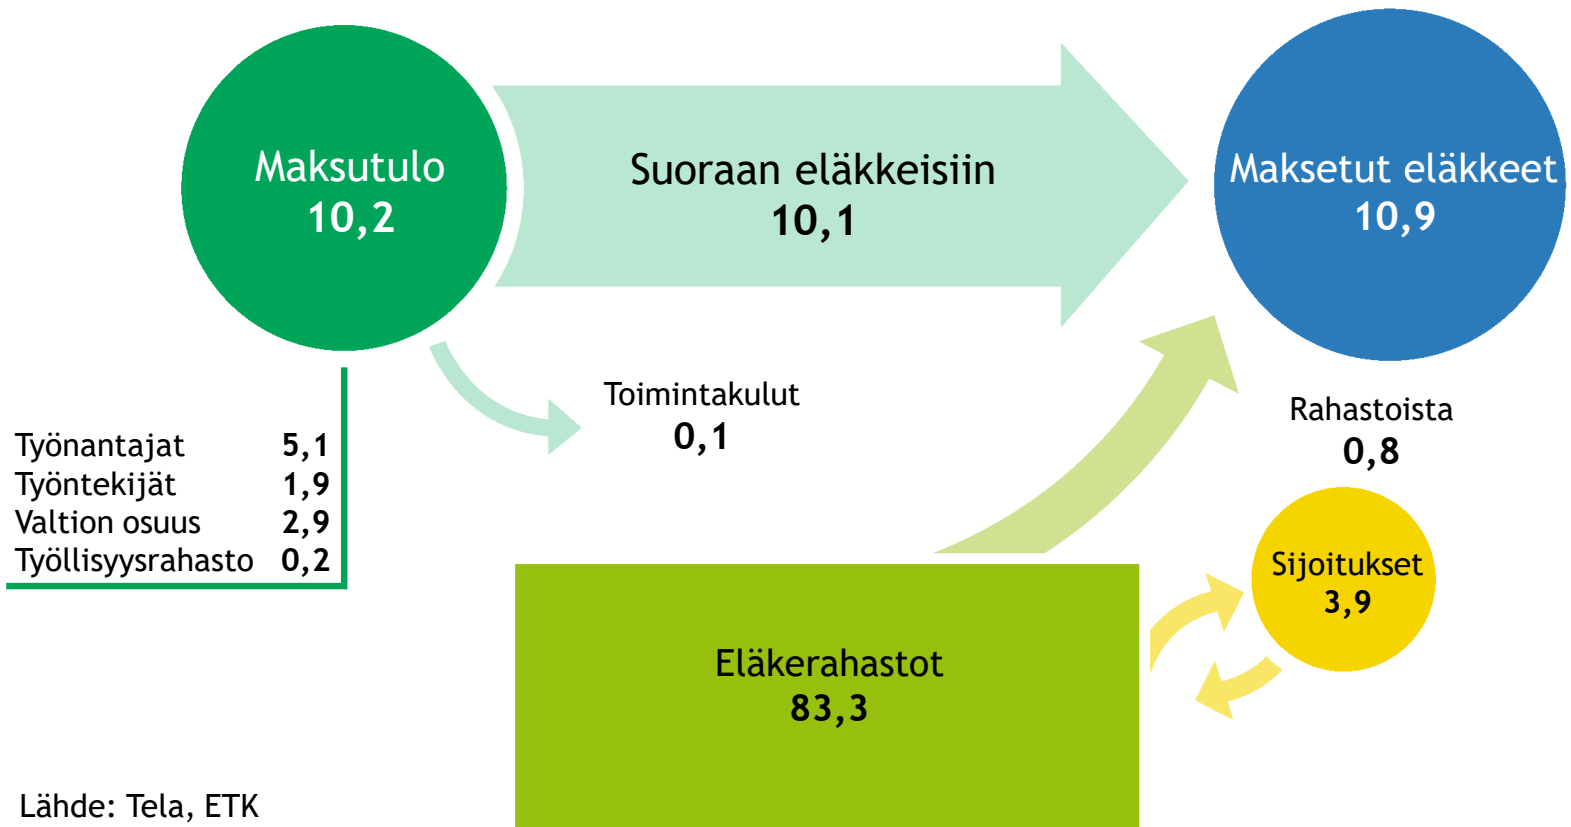 Maksutulo
10,2
Suoraan eläkkeisiin
10,1
Maksetut eläkkeet
10,9
Toimintakulut
0,1
Rahastoista
0,8
Työnantajat 5,1
Työntekijät 1,9
Valtion osuus 2,9
Työllisyysrahasto 0,2
Sijoitukset
3,9
Eläkerahastot
83,3
Lähde: Tela, ETK